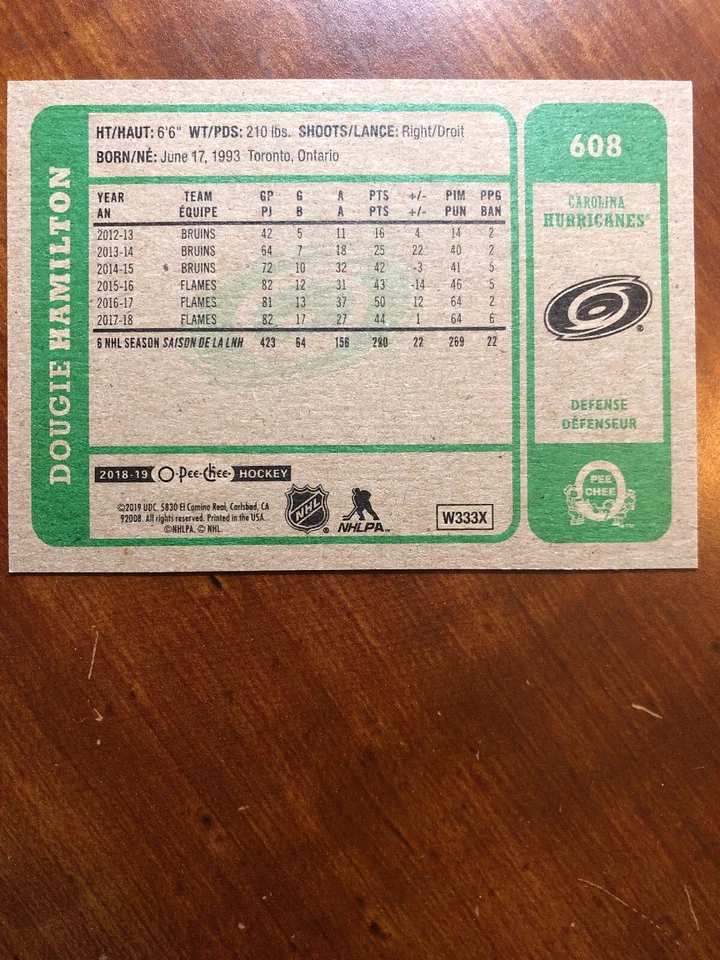 DOUGIE HAMILTON
HT/HAUT: 6'6" WT/PDS: 210 lbs. SHOOTS/LANCE: Right/Droit
BORN/NÉ: June 17, 1993 Toronto, Ontario
YEAR TEAM GP G A PTS +/- PIM PPG
AN ÉQUIPE PJ B A PTS +/- PUN BAN
2012-13 BRUINS 42 5 11 16 4 14 2
2013-14 BRUINS 64 7 18 25 22 40 2
2014-15 BRUINS 72 10 32 42 -3 41 5
2015-16 FLAMES 82 12 31 43 -14 46 5
2016-17 FLAMES 81 13 37 50 12 64 2
2017-18 FLAMES 82 17 27 44 1 64 6
6 NHL SEASON SAISON DE LA LNH 423 64 156 220 22 269 22
2018-19 O-Pee-Chee HOCKEY
©2019 UDC. 5830 El Camino Real, Carlsbad, CA
92008. All rights reserved. Printed in the USA.
©NHLPA. © NHL.
NHL ®
NHLPA™
W333X
608
CAROLINA
HURRICANES®
®
DEFENSE
DÉFENSEUR
PEE
CHEE